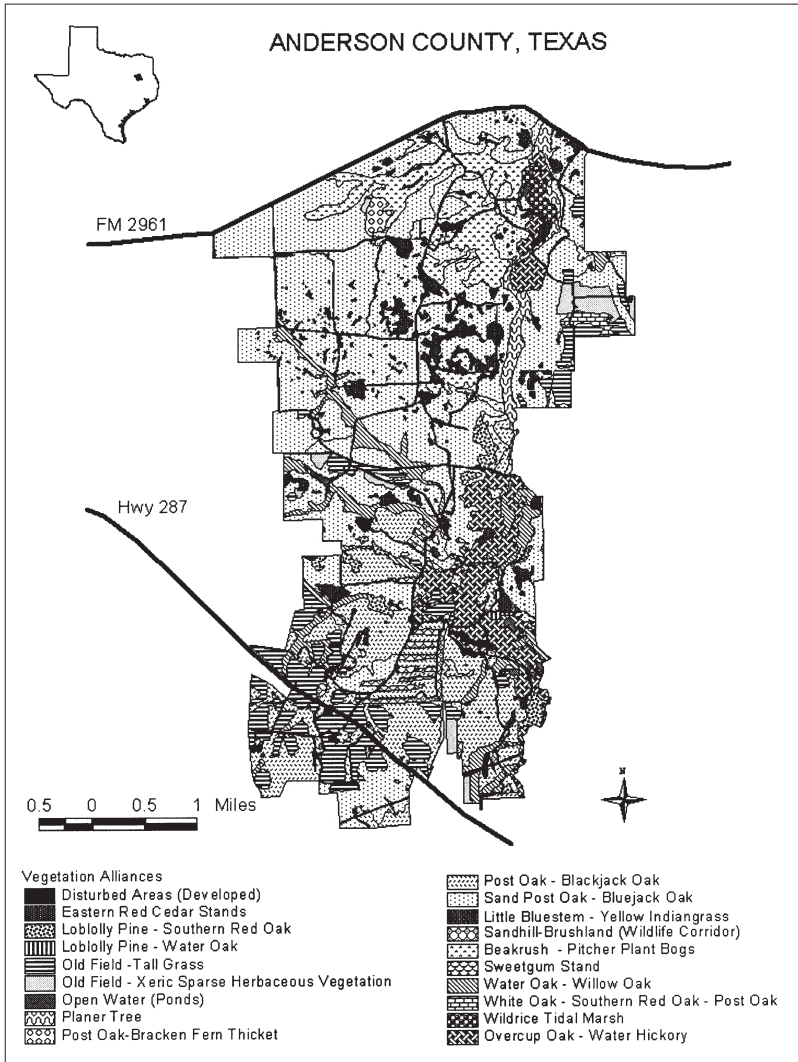 ANDERSON COUNTY, TEXAS
FM 2961
Hwy 287
N
0.5 0 0.5 1 Miles
Vegetation Alliances
Disturbed Areas (Developed)
Eastern Red Cedar Stands
Loblolly Pine - Southern Red Oak
Loblolly Pine - Water Oak
Old Field -Tall Grass
Old Field - Xeric Sparse Herbaceous Vegetation
Open Water (Ponds)
Planer Tree
Post Oak-Bracken Fern Thicket
Post Oak - Blackjack Oak
Sand Post Oak - Bluejack Oak
Little Bluestem - Yellow Indiangrass
Sandhill-Brushland (Wildlife Corridor)
Beakrush - Pitcher Plant Bogs
Sweetgum Stand
Water Oak - Willow Oak
White Oak - Southern Red Oak - Post Oak
Wildrice Tidal Marsh
Overcup Oak - Water Hickory